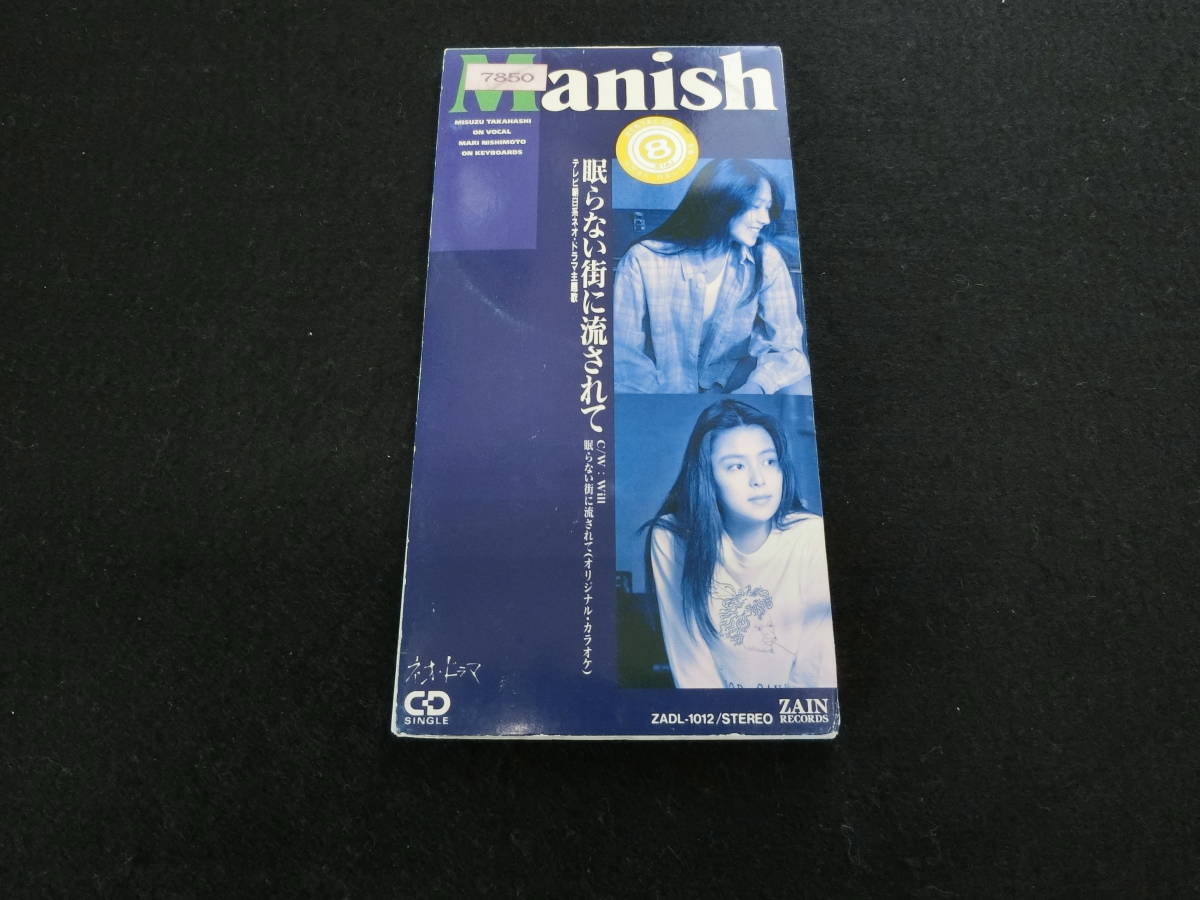 Manish
7850
MISUZU TAKAHASHI
ON VOCAL
MARI NISHIMOTO
ON KEYBOARDS
8
眠らない街に流されて
テレビ朝日系ネオ・ドラマ主題歌
C/W : Will
眠らない街に流されて(オリジナル・カラオケ)
ネオ・ドラマ
CD
SINGLE
ZADL-1012/STEREO
ZAIN
RECORDS